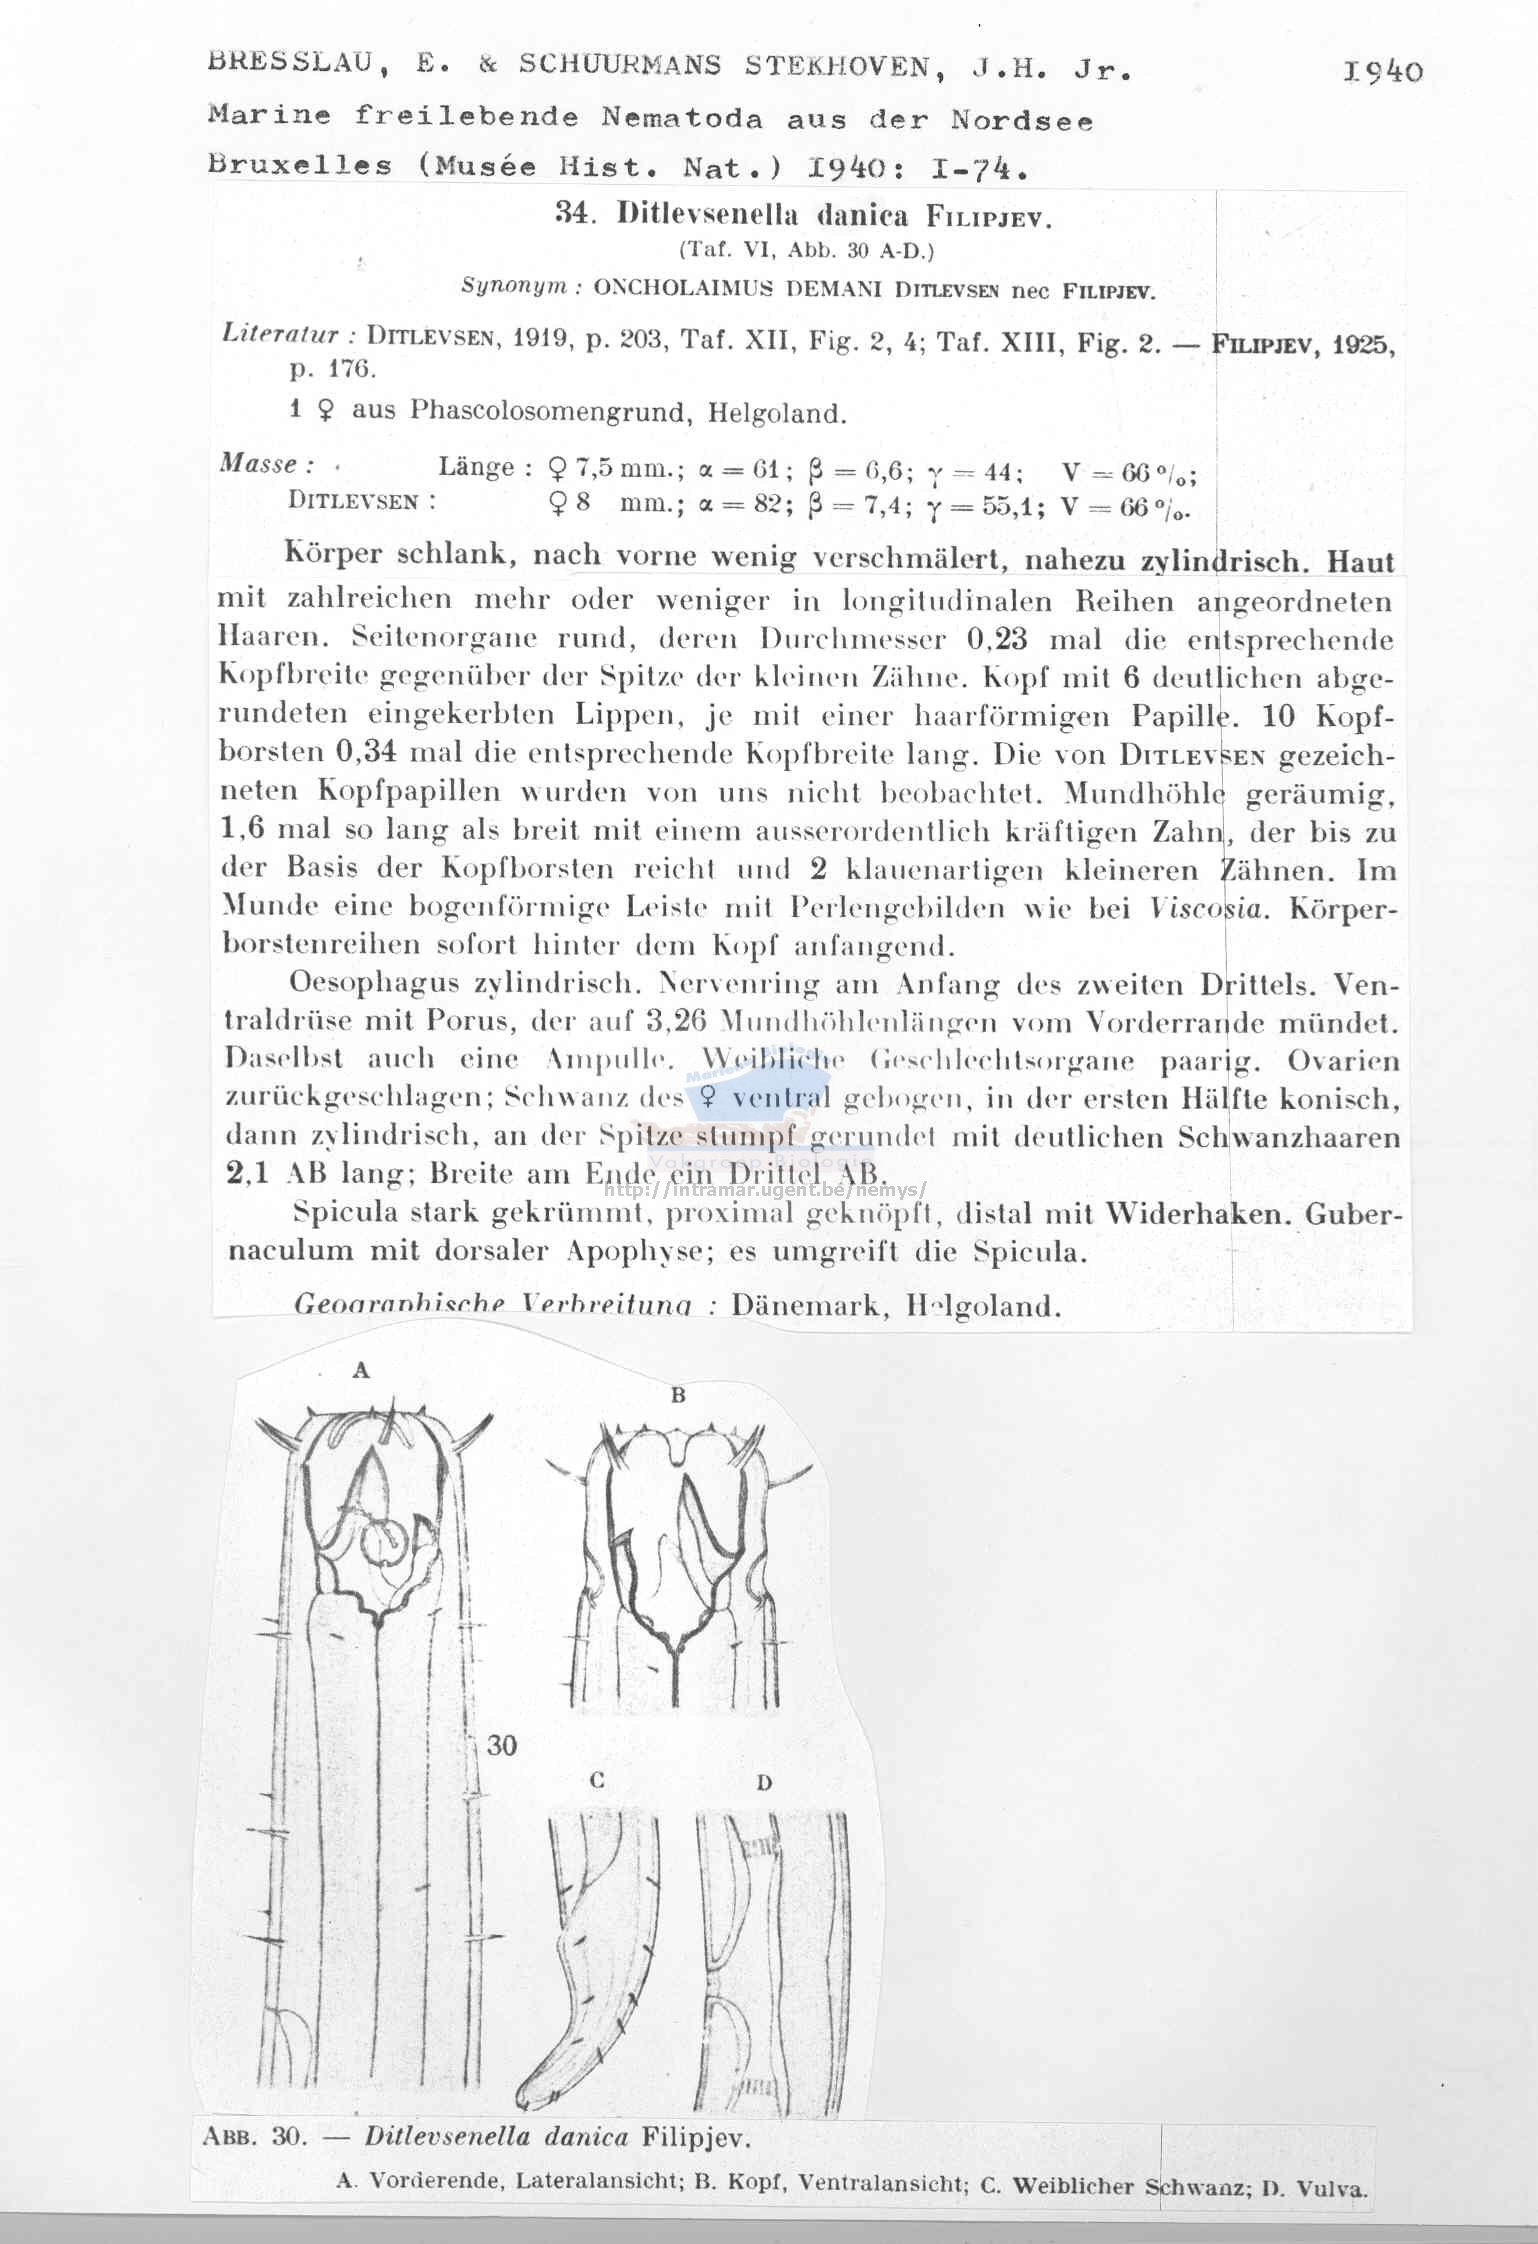 BRESSLAU, E. & SCHUURMANS STEKHOVEN, J.H. Jr. 1940
Marine freilebende Nematoda aus der Nordsee
Bruxelles (Musée Hist. Nat.) 1940: I-74.
34. Ditlevsenella danica FILIPJEV.
(Taf. VI, Abb. 30 A-D.)
Synonym : ONCHOLAIMUS DEMANI DITLEVSEN nec FILIPJEV.
Literatur : DITLEVSEN, 1919, p. 203, Taf. XII, Fig. 2, 4; Taf. XIII, Fig. 2. — FILIPJEV, 1925,
p. 176.
1 ♀ aus Phascolosomengrund, Helgoland.
Masse : Länge : ♀ 7,5 mm.; α = 61; β = 6,6; γ = 44; V = 66 %;
DITLEVSEN : ♀ 8 mm.; α = 82; β = 7,4; γ = 55,1; V = 66 %.
Körper schlank, nach vorne wenig verschmälert, nahezu zylindrisch. Haut
mit zahlreichen mehr oder weniger in longitudinalen Reihen angeordneten
Haaren. Seitenorgane rund, deren Durchmesser 0,23 mal die entsprechende
Kopfbreite gegenüber der Spitze der kleinen Zähne. Kopf mit 6 deutlichen abge-
rundeten eingekerbten Lippen, je mit einer haarförmigen Papille. 10 Kopf-
borsten 0,34 mal die entsprechende Kopfbreite lang. Die von DITLEVSEN gezeich-
neten Kopfpapillen wurden von uns nicht beobachtet. Mundhöhle geräumig,
1,6 mal so lang als breit mit einem ausserordentlich kräftigen Zahn, der bis zu
der Basis der Kopfborsten reicht und 2 klauenartigen kleineren Zähnen. Im
Munde eine bogenförmige Leiste mit Perlengebilden wie bei Viscosia. Körper-
borstenreihen sofort hinter dem Kopf anfangend.
Oesophagus zylindrisch. Nervenring am Anfang des zweiten Drittels. Ven-
traldrüse mit Porus, der auf 3,26 Mundhöhlenlängen vom Vorderrande mündet.
Daselbst auch eine Ampulle. Weibliche Geschlechtsorgane paarig. Ovarien
zurückgeschlagen; Schwanz des ♀ ventral gebogen, in der ersten Hälfte konisch,
dann zylindrisch, an der Spitze stumpf gerundet mit deutlichen Schwanzhaaren
2,1 AB lang; Breite am Ende ein Drittel AB.
Vakgroep Biologie
http://intramar.ugent.be/nemys/
Spicula stark gekrümmt, proximal geknöpft, distal mit Widerhaken. Guber-
naculum mit dorsaler Apophyse; es umgreift die Spicula.
Geographische Verbreitung : Dänemark, Helgoland.
A
B
30
C D
ABB. 30. — Ditlevsenella danica Filipjev.
A. Vorderende, Lateralansicht; B. Kopf, Ventralansicht; C. Weiblicher Schwanz; D. Vulva.